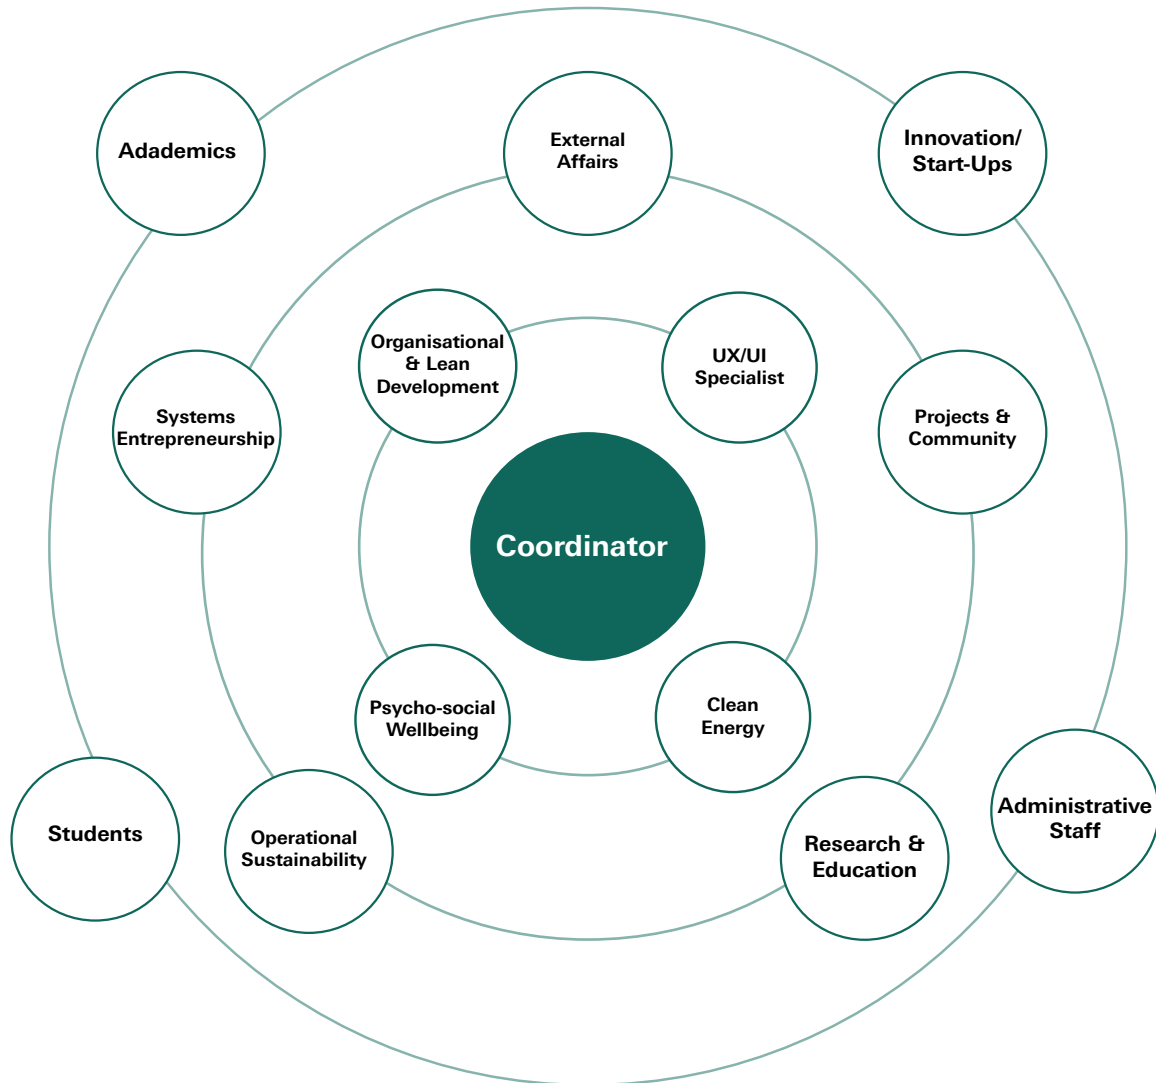 Adademics
External
Affairs
Innovation/
Start-Ups
Organisational
& Lean
Development
UX/UI
Specialist
Systems
Entrepreneurship
Projects &
Community
Coordinator
Psycho-social
Wellbeing
Clean
Energy
Students
Operational
Sustainability
Research &
Education
Administrative
Staff